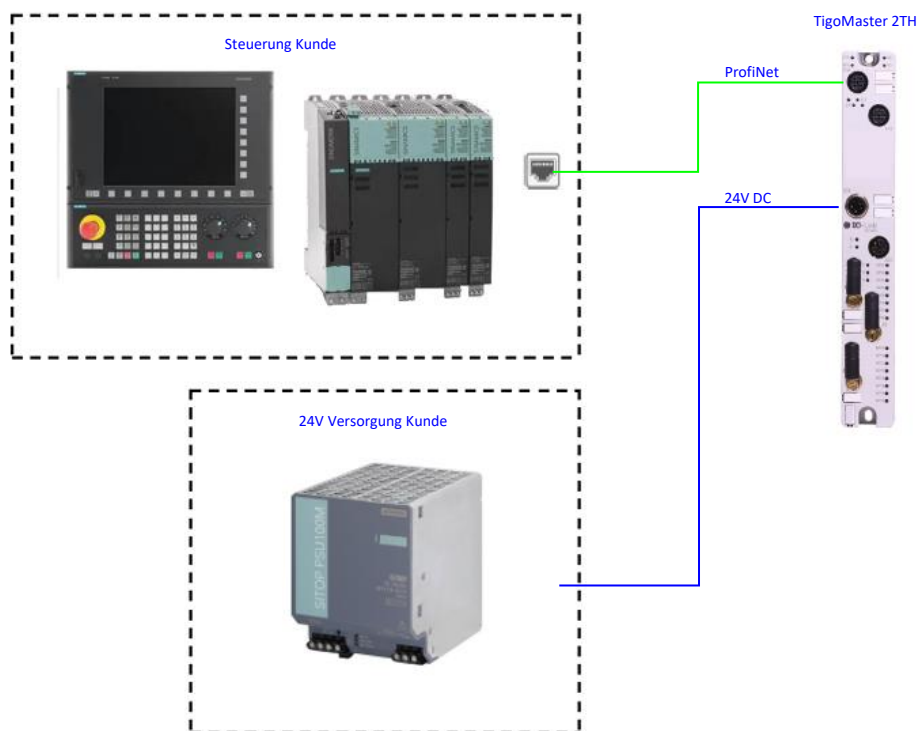 TigoMaster 2TH
Steuerung Kunde
ProfiNet
24V DC
24V Versorgung Kunde
SITOP PSU100M